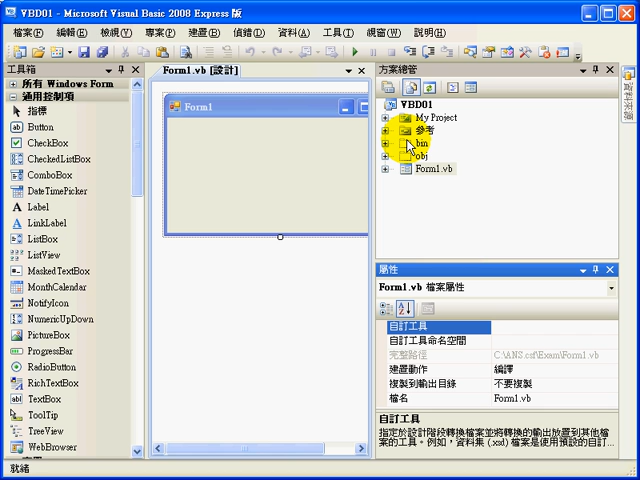 VBD01 - Microsoft Visual Basic 2008 Express 版
檔案(F) 編輯(E) 檢視(V) 專案(P) 建置(B) 偵錯(D) 資料(A) 工具(T) 視窗(W) 說明(H)
工具箱
所有 Windows Form
通用控制項
指標
Button
CheckBox
CheckedListBox
ComboBox
DateTimePicker
Label
LinkLabel
ListBox
ListView
MaskedTextBox
MonthCalendar
NotifyIcon
NumericUpDown
PictureBox
ProgressBar
RadioButton
RichTextBox
TextBox
ToolTip
TreeView
WebBrowser
Form1.vb [設計]
Form1
方案總管
VBD01
My Project
參考
bin
obj
Form1.vb
資料來源
屬性
Form1.vb 檔案屬性
自訂工具
自訂工具命名空間
完整路徑 C:\ANS.csf\Exam\Form1.vb
建置動作 編譯
複製到輸出目錄 不要複製
檔名 Form1.vb
自訂工具
指定於設計階段轉換檔案並將轉換的輸出放置到其他檔
案的工具。例如，資料集 (.xsd) 檔案是使用預設的自訂...
就緒